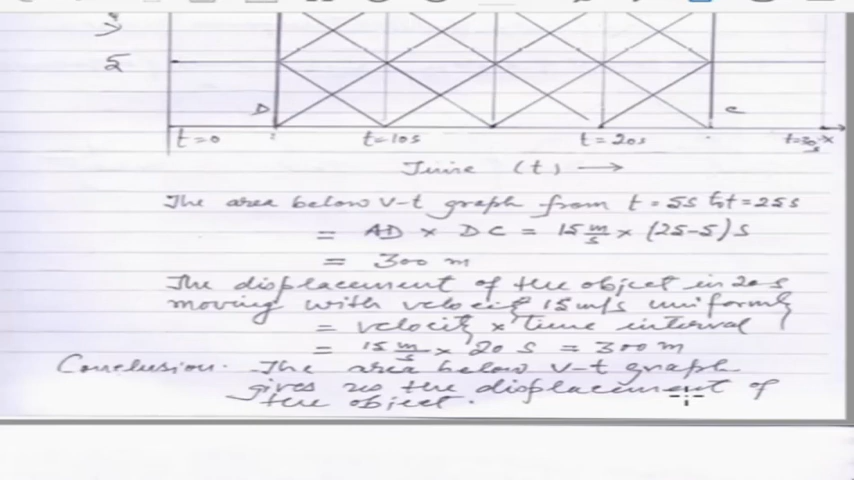 5
D
C
t=0
t=10s
t=20s
t=30s
x
Time (t) →
The area below v-t graph from t=5s to t=25s
= AD × DC = 15 m/s × (25-5) s
= 300 m
The displacement of the object in 20s
moving with velocity 15 m/s uniformly
= velocity × time interval
= 15 m/s × 20 s = 300 m
Conclusion. The area below v-t graph
gives us the displacement of
the object.